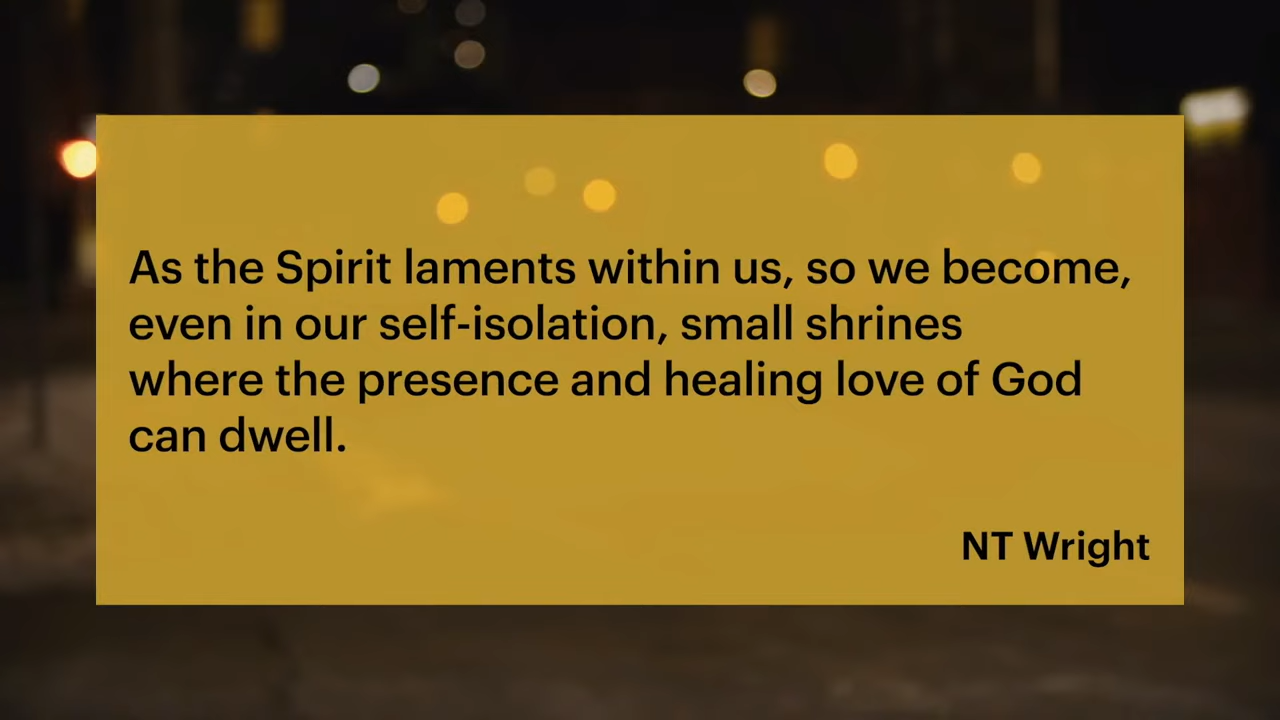 As the Spirit laments within us, so we become,
even in our self-isolation, small shrines
where the presence and healing love of God
can dwell.
NT Wright